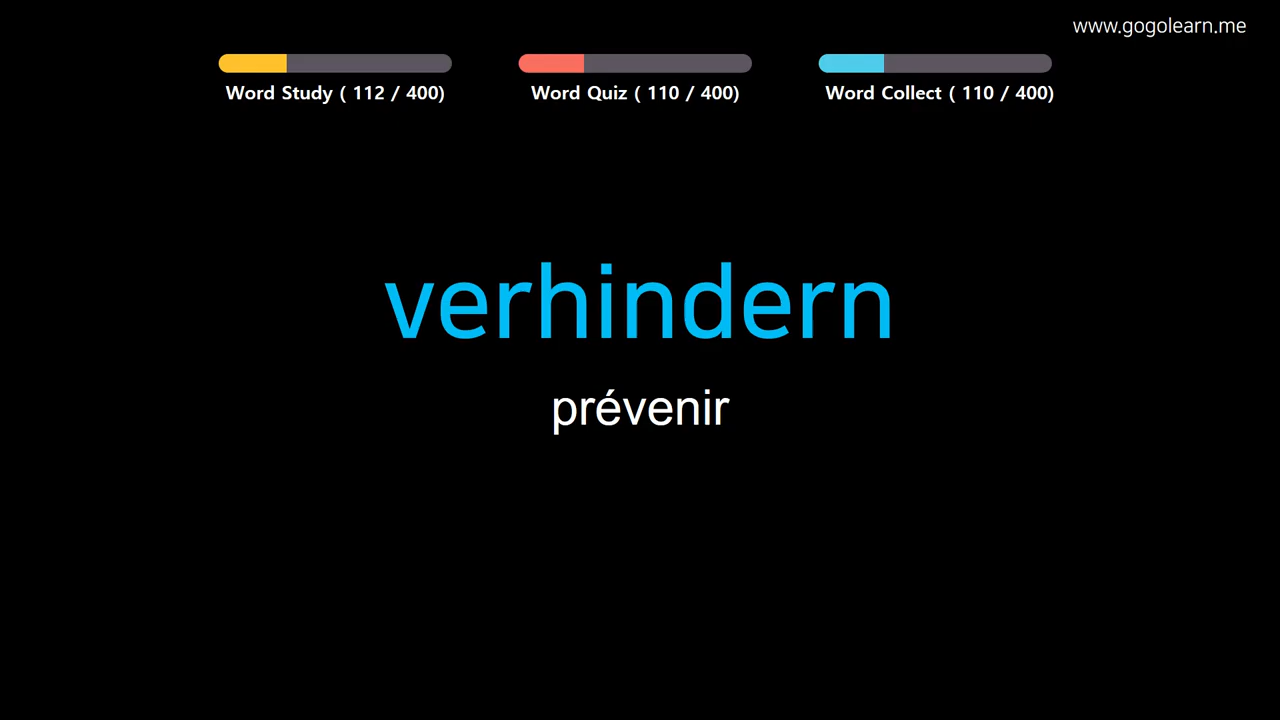 www.gogolearn.me
Word Study ( 112 / 400)
Word Quiz ( 110 / 400)
Word Collect ( 110 / 400)
verhindern
prévenir